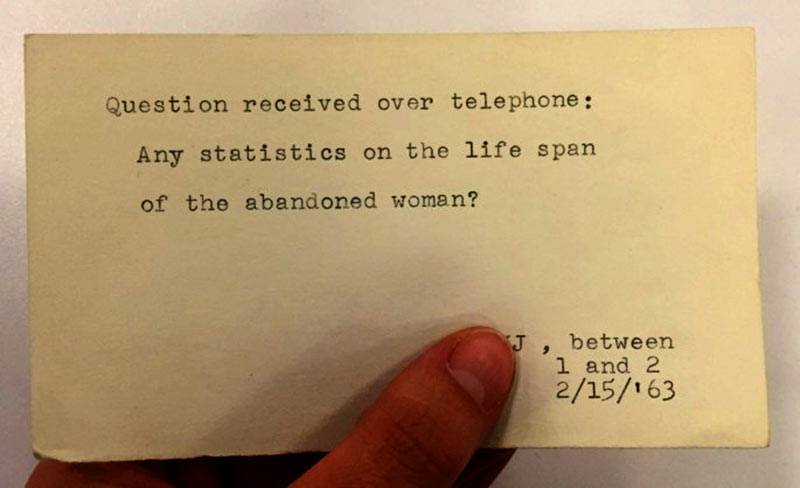 Question received over telephone:
Any statistics on the life span
of the abandoned woman?
J , between
1 and 2
2/15/'63